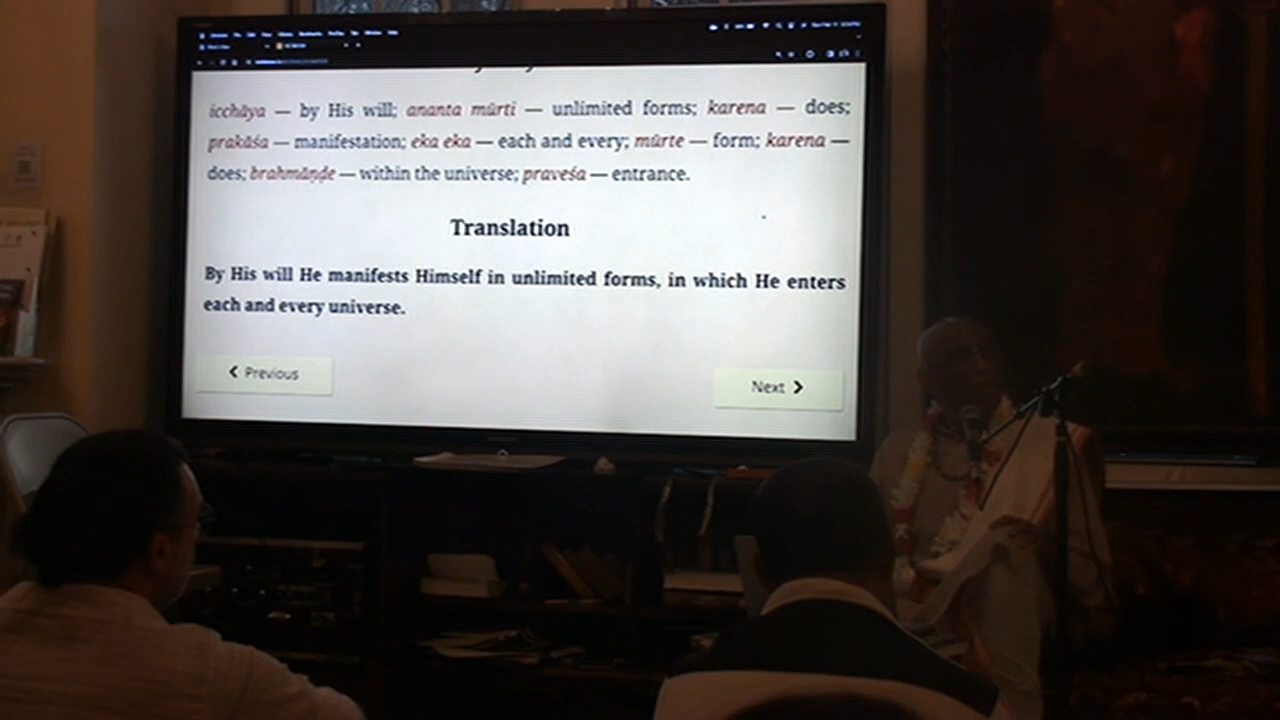 icchāya — by His will; ananta mūrti — unlimited forms; karena — does;
prakāśa — manifestation; eka eka — each and every; mūrte — form; karena —
does; brahmāṇḍe — within the universe; praveśa — entrance.
Translation
By His will He manifests Himself in unlimited forms, in which He enters
each and every universe.
Previous
Next